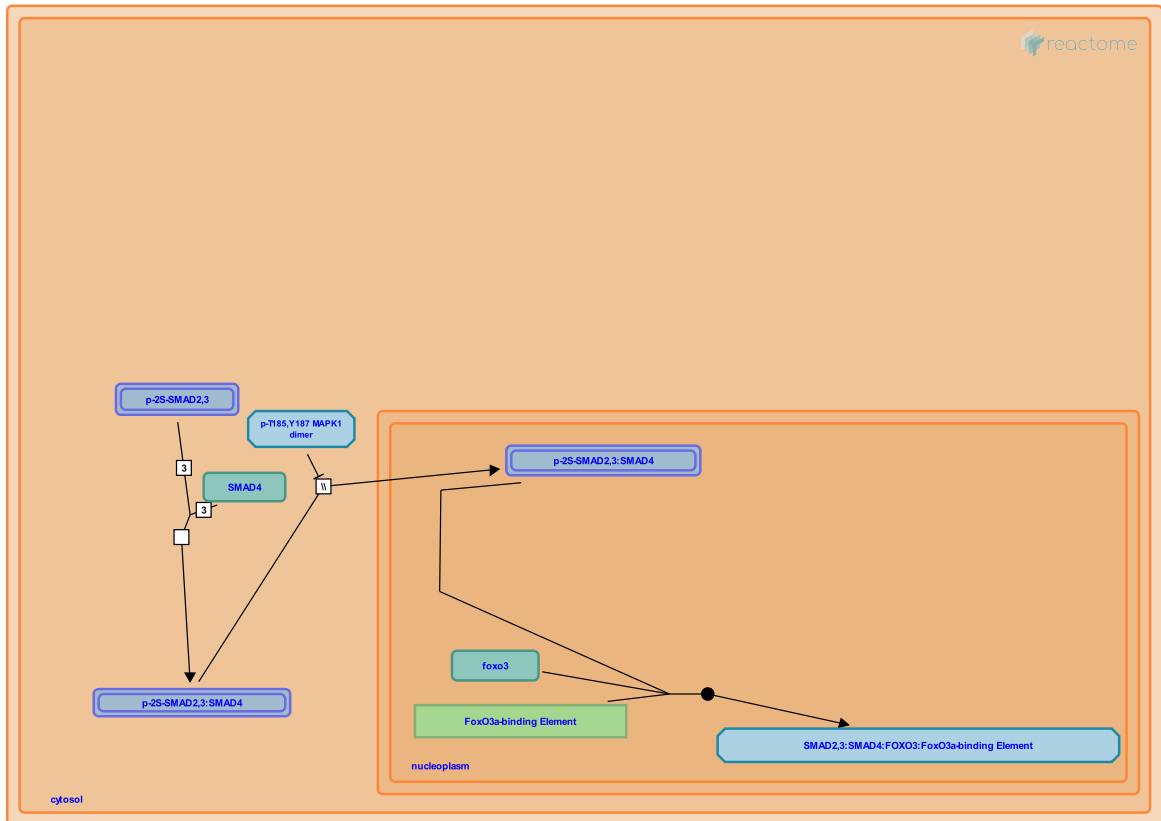 reactome
p-2S-SMAD2,3
p-T185,Y187 MAPK1
dimer
3
SMAD4
3
\\
p-2S-SMAD2,3:SMAD4
p-2S-SMAD2,3:SMAD4
foxo3
FoxO3a-binding Element
SMAD2,3:SMAD4:FOXO3:FoxO3a-binding Element
nucleoplasm
cytosol